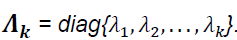 Λₖ = diag{λ₁, λ₂, ..., λₖ}.